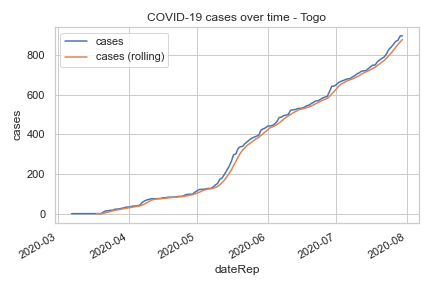 COVID-19 cases over time - Togo
cases
cases (rolling)
800
600
400
200
0
cases
2020-03
2020-04
2020-05
2020-06
2020-07
2020-08
dateRep